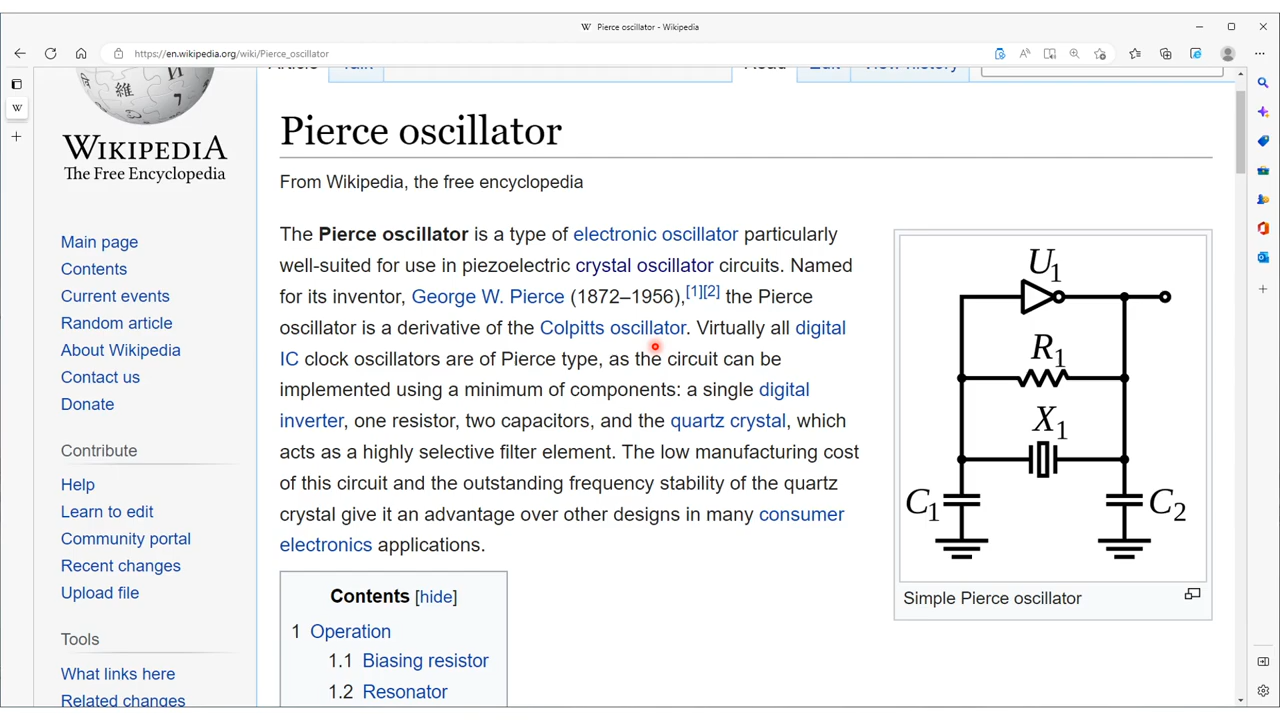 Pierce oscillator - Wikipedia
https://en.wikipedia.org/wiki/Pierce_oscillator
W
WIKIPEDIA
The Free Encyclopedia
Main page
Contents
Current events
Random article
About Wikipedia
Contact us
Donate
Contribute
Help
Learn to edit
Community portal
Recent changes
Upload file
Tools
What links here
Related changes
Article Talk
Read Edit View history
Pierce oscillator
From Wikipedia, the free encyclopedia
The Pierce oscillator is a type of electronic oscillator particularly
well-suited for use in piezoelectric crystal oscillator circuits. Named
for its inventor, George W. Pierce (1872–1956),[1][2] the Pierce
oscillator is a derivative of the Colpitts oscillator. Virtually all digital
IC clock oscillators are of Pierce type, as the circuit can be
implemented using a minimum of components: a single digital
inverter, one resistor, two capacitors, and the quartz crystal, which
acts as a highly selective filter element. The low manufacturing cost
of this circuit and the outstanding frequency stability of the quartz
crystal give it an advantage over other designs in many consumer
electronics applications.
Contents [hide]
1 Operation
1.1 Biasing resistor
1.2 Resonator
U1
R1
X1
C1
C2
Simple Pierce oscillator